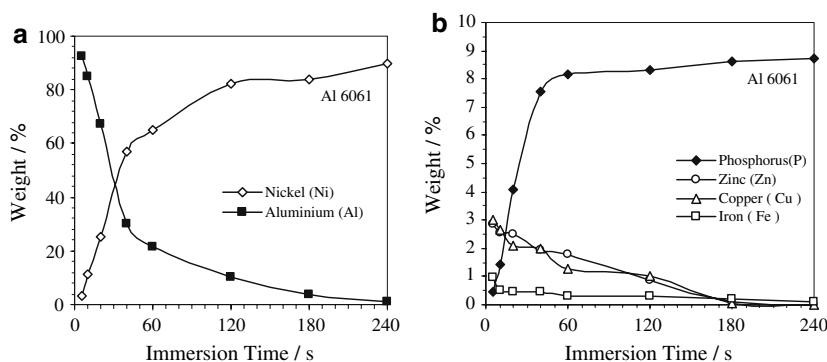 a
100
80
60
40
20
0
Weight / %
Al 6061
Nickel (Ni)
Aluminium (Al)
0 60 120 180 240
Immersion Time / s
b
10
9
8
7
6
5
4
3
2
1
0
Weight / %
Al 6061
Phosphorus(P)
Zinc (Zn)
Copper ( Cu )
Iron ( Fe )
0 60 120 180 240
Immersion Time / s